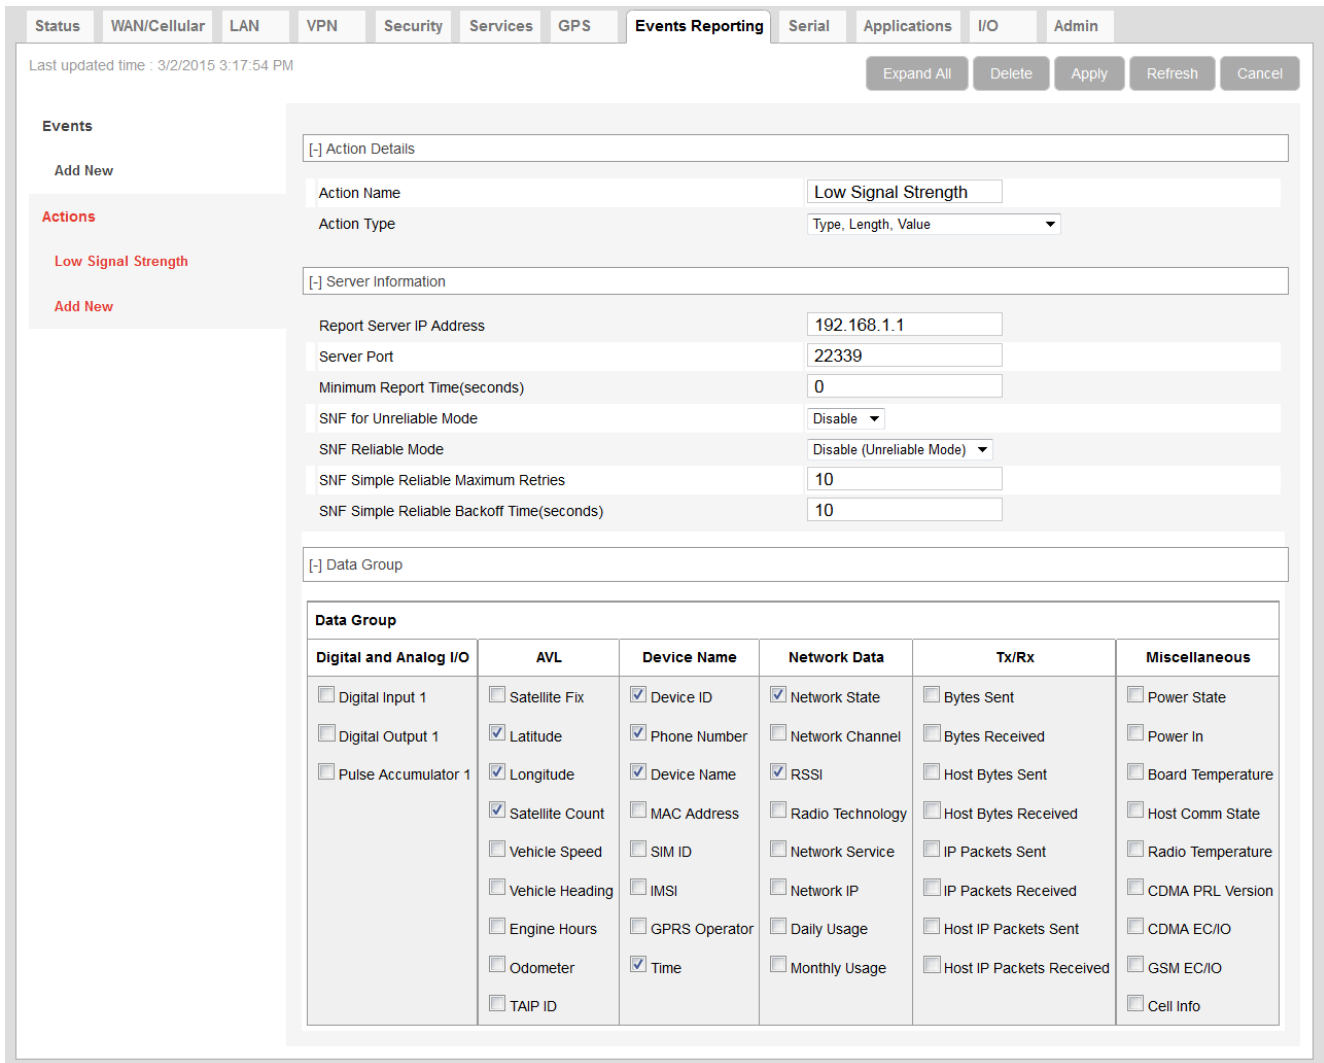 Status WAN/Cellular LAN VPN Security Services GPS Events Reporting Serial Applications I/O Admin
Last updated time : 3/2/2015 3:17:54 PM
Expand All Delete Apply Refresh Cancel
Events
Add New
Actions
Low Signal Strength
Add New
[-] Action Details
Action Name Low Signal Strength
Action Type Type, Length, Value
[-] Server Information
Report Server IP Address 192.168.1.1
Server Port 22339
Minimum Report Time(seconds) 0
SNF for Unreliable Mode Disable
SNF Reliable Mode Disable (Unreliable Mode)
SNF Simple Reliable Maximum Retries 10
SNF Simple Reliable Backoff Time(seconds) 10
[-] Data Group
Data Group
Digital and Analog I/O AVL Device Name Network Data Tx/Rx Miscellaneous
Digital Input 1 Satellite Fix Device ID Network State Bytes Sent Power State
Digital Output 1 Latitude Phone Number Network Channel Bytes Received Power In
Pulse Accumulator 1 Longitude Device Name RSSI Host Bytes Sent Board Temperature
Satellite Count MAC Address Radio Technology Host Bytes Received Host Comm State
Vehicle Speed SIM ID Network Service IP Packets Sent Radio Temperature
Vehicle Heading IMSI Network IP IP Packets Received CDMA PRL Version
Engine Hours GPRS Operator Daily Usage Host IP Packets Sent CDMA EC/IO
Odometer Time Monthly Usage Host IP Packets Received GSM EC/IO
TAIP ID Cell Info